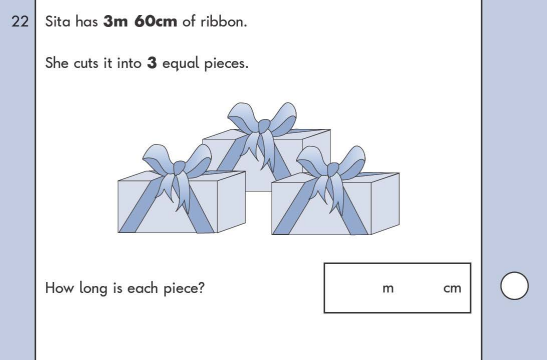 22 Sita has 3m 60cm of ribbon.
She cuts it into 3 equal pieces.
How long is each piece? m cm